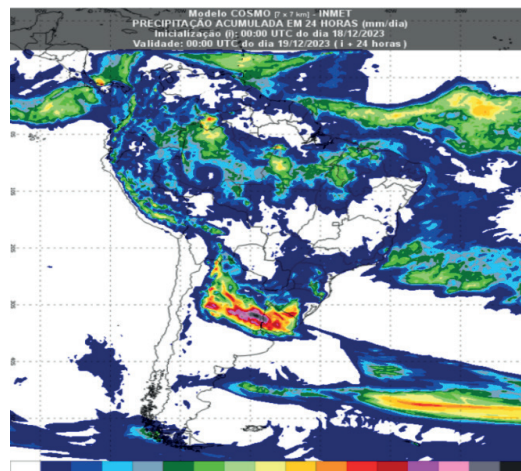 Modelo COSMO [7 x 7 km] - INMET
PRECIPITAÇÃO ACUMULADA EM 24 HORAS (mm/dia)
Inicialização (i): 00:00 UTC do dia 18/12/2023
Validade: 00:00 UTC do dia 19/12/2023 (i + 24 horas)